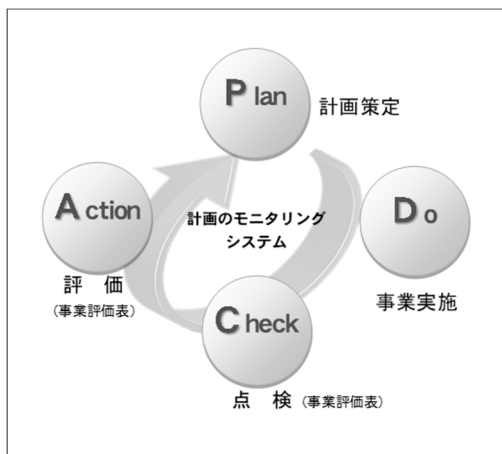 Plan
計画策定
Do
事業実施
Check
点　検（事業評価表）
Action
評　価
（事業評価表）
計画のモニタリング
システム